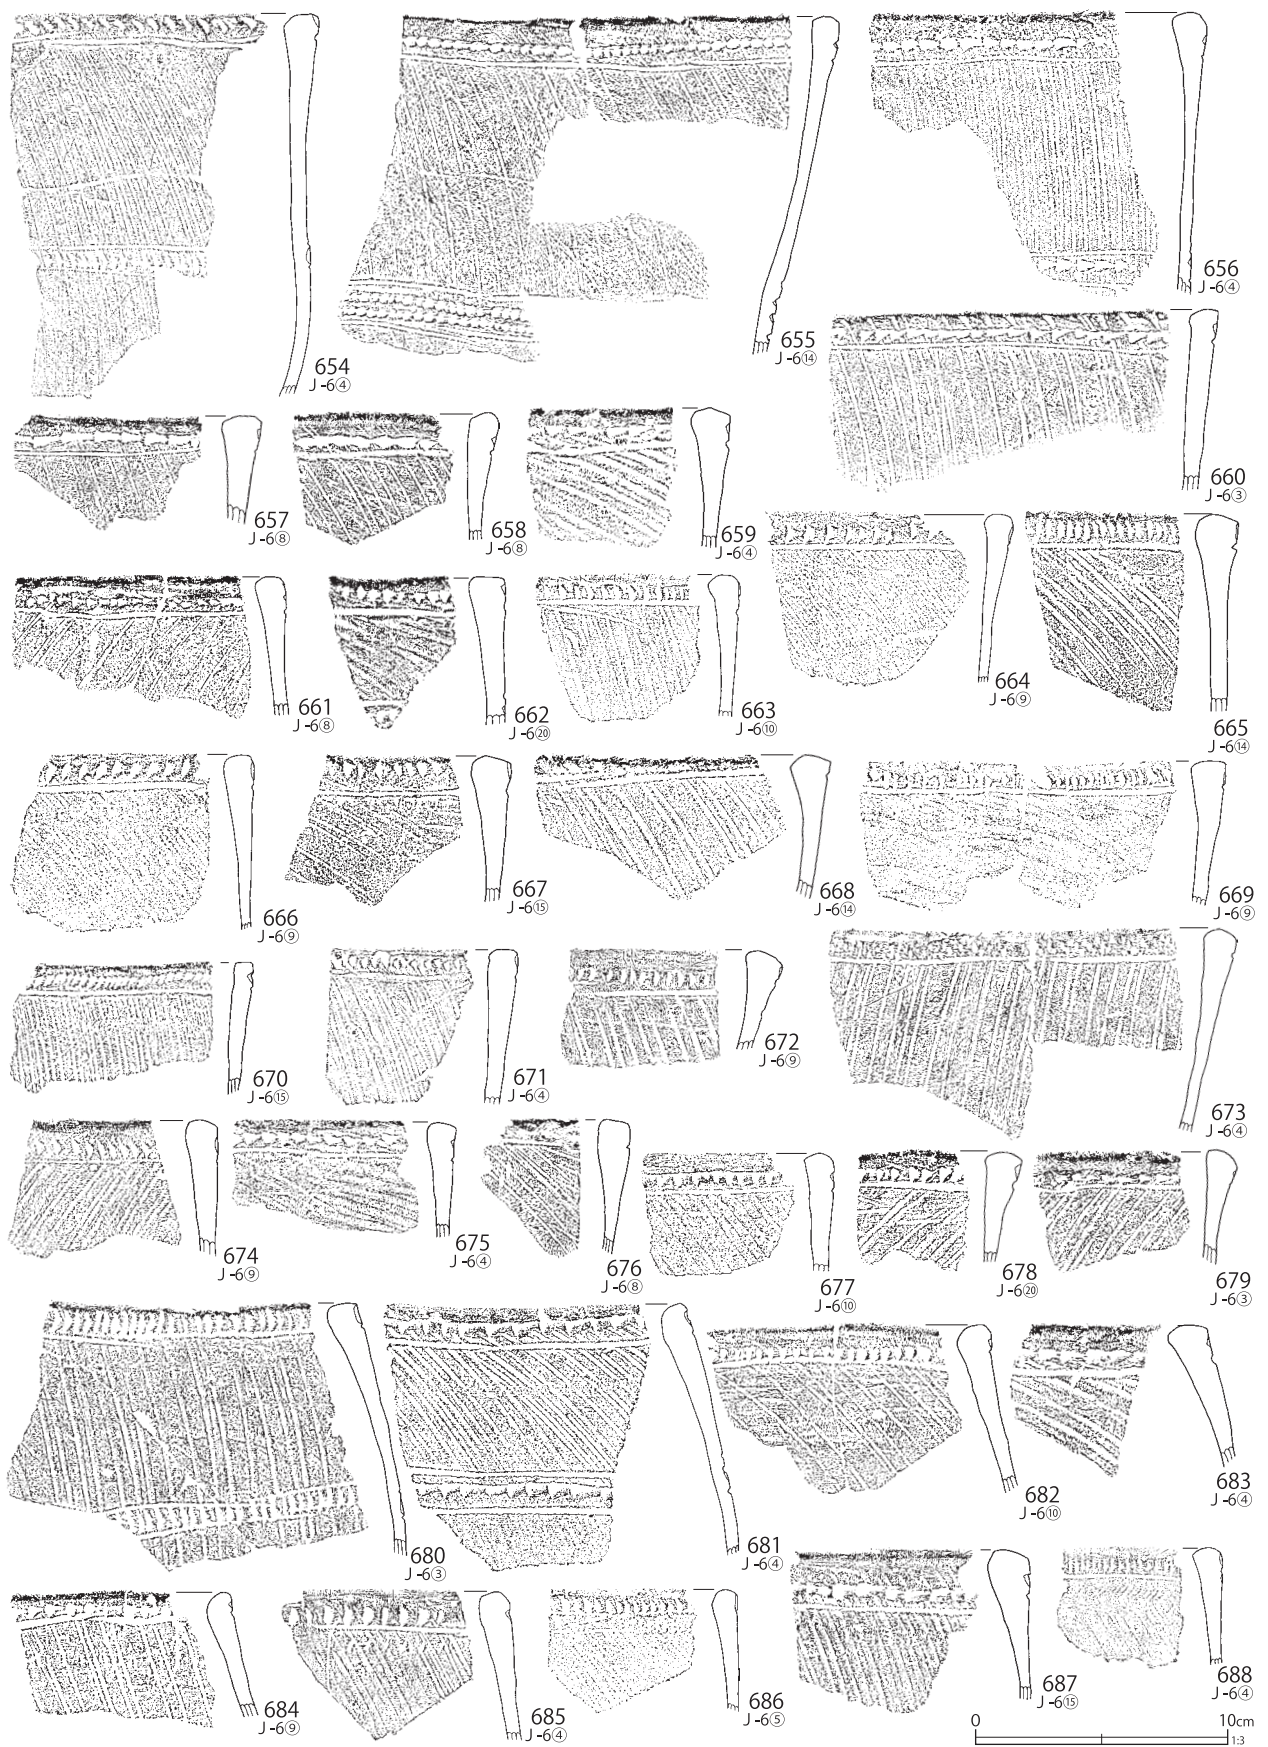 654
J-6④
655
J-6⑭
656
J-6④
657
J-6⑧
658
J-6⑧
659
J-6④
660
J-6③
661
J-6⑧
662
J-6⑳
663
J-6⑩
664
J-6⑨
665
J-6⑭
666
J-6⑨
667
J-6⑮
668
J-6⑭
669
J-6⑨
670
J-6⑮
671
J-6④
672
J-6⑨
673
J-6④
674
J-6⑨
675
J-6④
676
J-6⑧
677
J-6⑩
678
J-6⑳
679
J-6③
680
J-6③
681
J-6④
682
J-6⑩
683
J-6④
684
J-6⑨
685
J-6④
686
J-6⑤
687
J-6⑮
688
J-6④
0 10cm
1:3